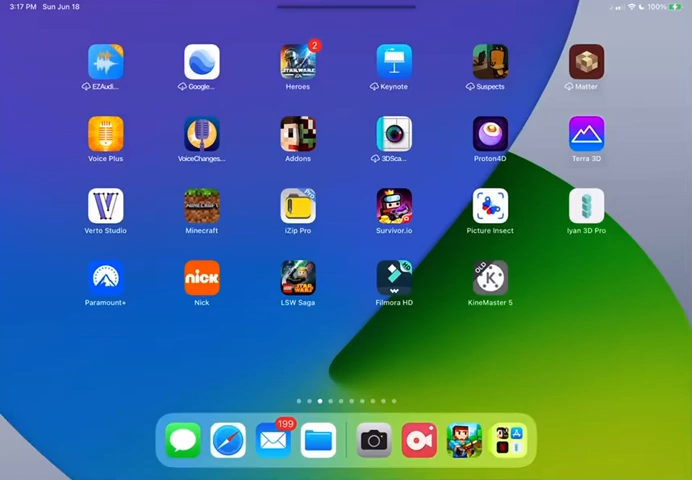 3:17 PM Sun Jun 18 100%
2
EZAudi... Google... Heroes Keynote Suspects Matter
Voice Plus VoiceChanges... Addons 3DSca... Proton4D Terra 3D
MINECRAFT
Verto Studio Minecraft iZip Pro Survivor.io Picture Insect Iyan 3D Pro
nick
OLD
Paramount+ Nick LSW Saga Filmora HD KineMaster 5
199